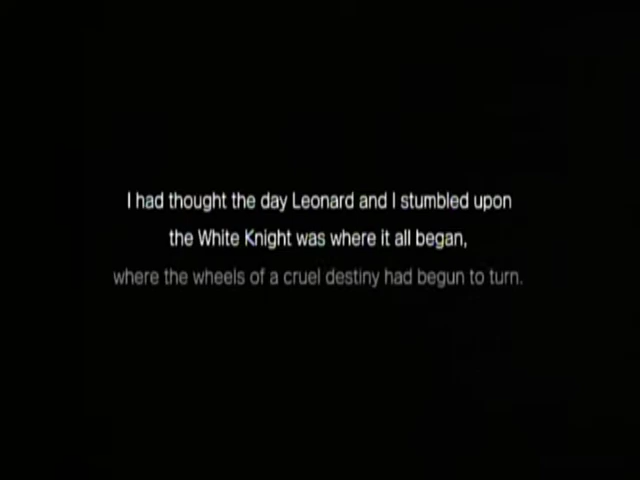 I had thought the day Leonard and I stumbled upon
the White Knight was where it all began,
where the wheels of a cruel destiny had begun to turn.